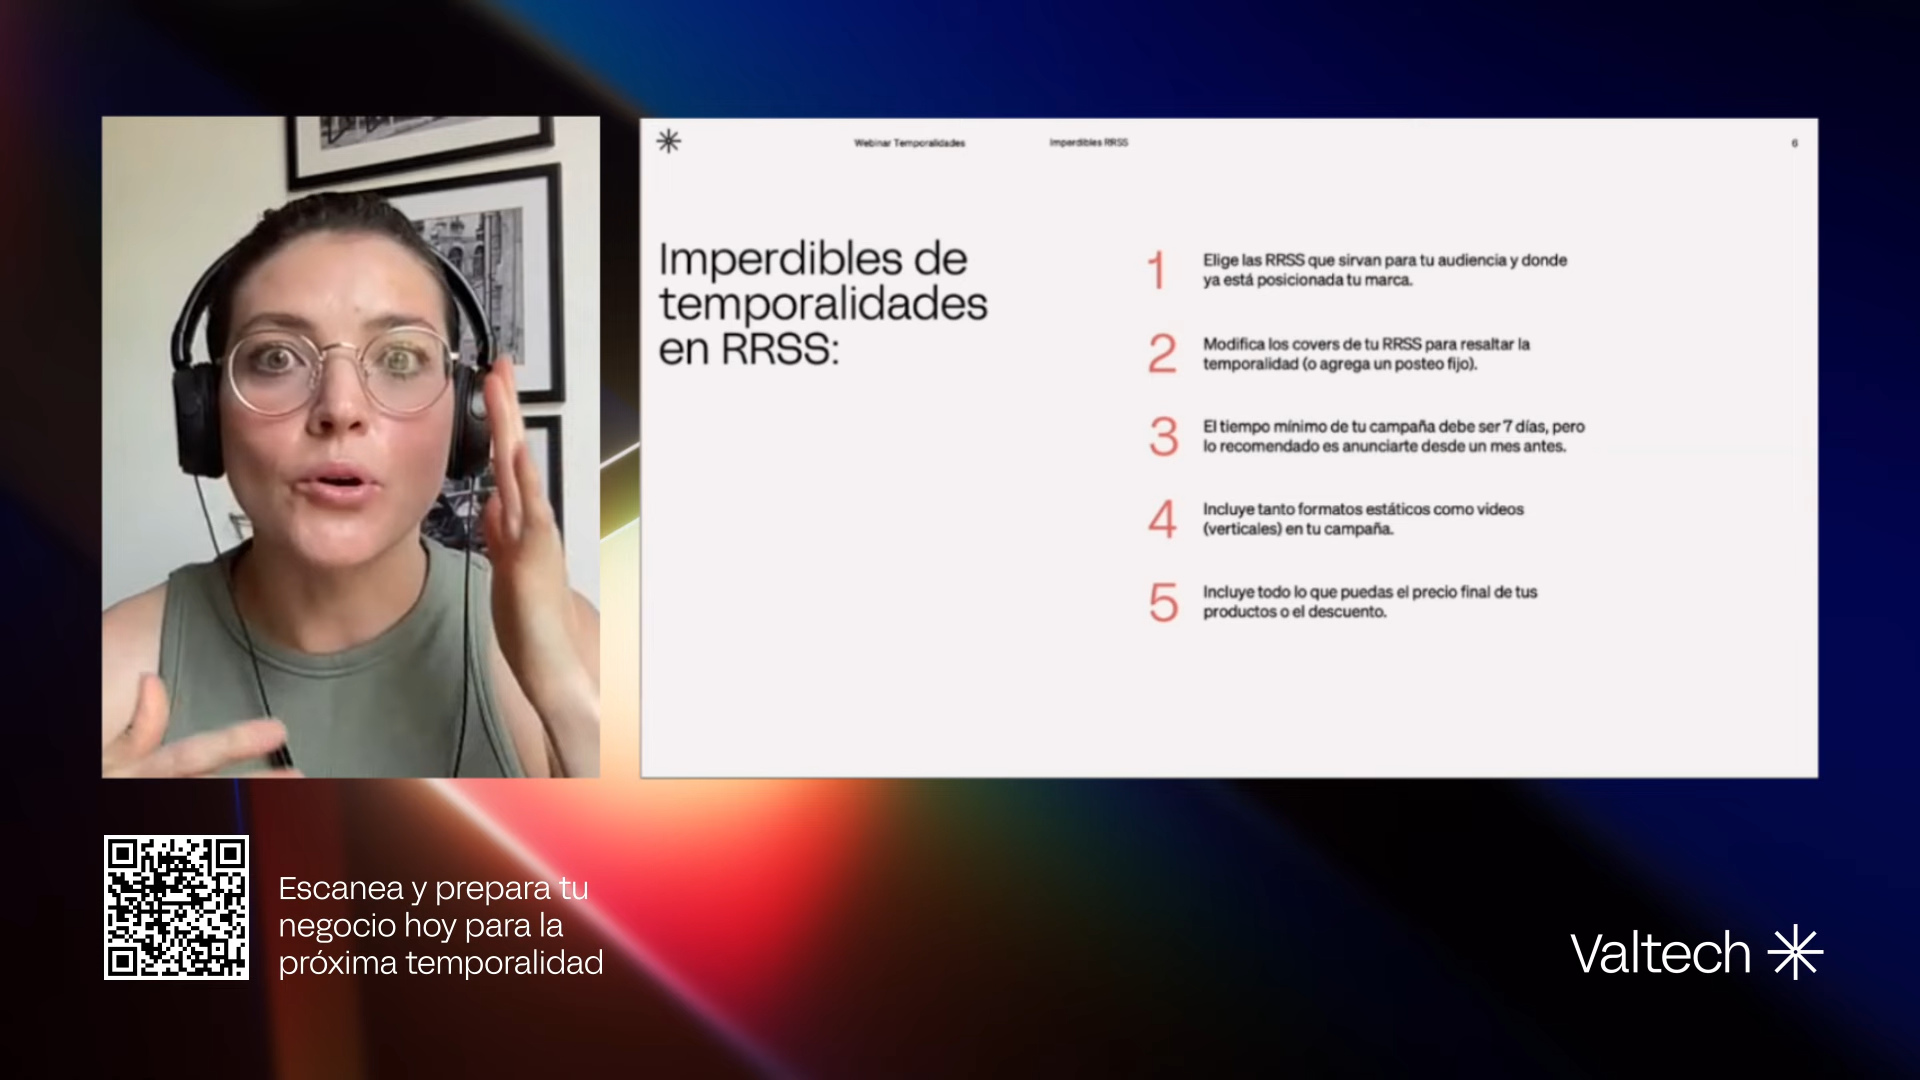 Webinar Temporalidades
Imperdibles RRSS
6
Imperdibles de
temporalidades
en RRSS:
1
Elige las RRSS que sirvan para tu audiencia y donde
ya está posicionada tu marca.
2
Modifica los covers de tu RRSS para resaltar la
temporalidad (o agrega un posteo fijo).
3
El tiempo mínimo de tu campaña debe ser 7 días, pero
lo recomendado es anunciarte desde un mes antes.
4
Incluye tanto formatos estáticos como videos
(verticales) en tu campaña.
5
Incluye todo lo que puedas el precio final de tus
productos o el descuento.
Escanea y prepara tu
negocio hoy para la
próxima temporalidad
Valtech